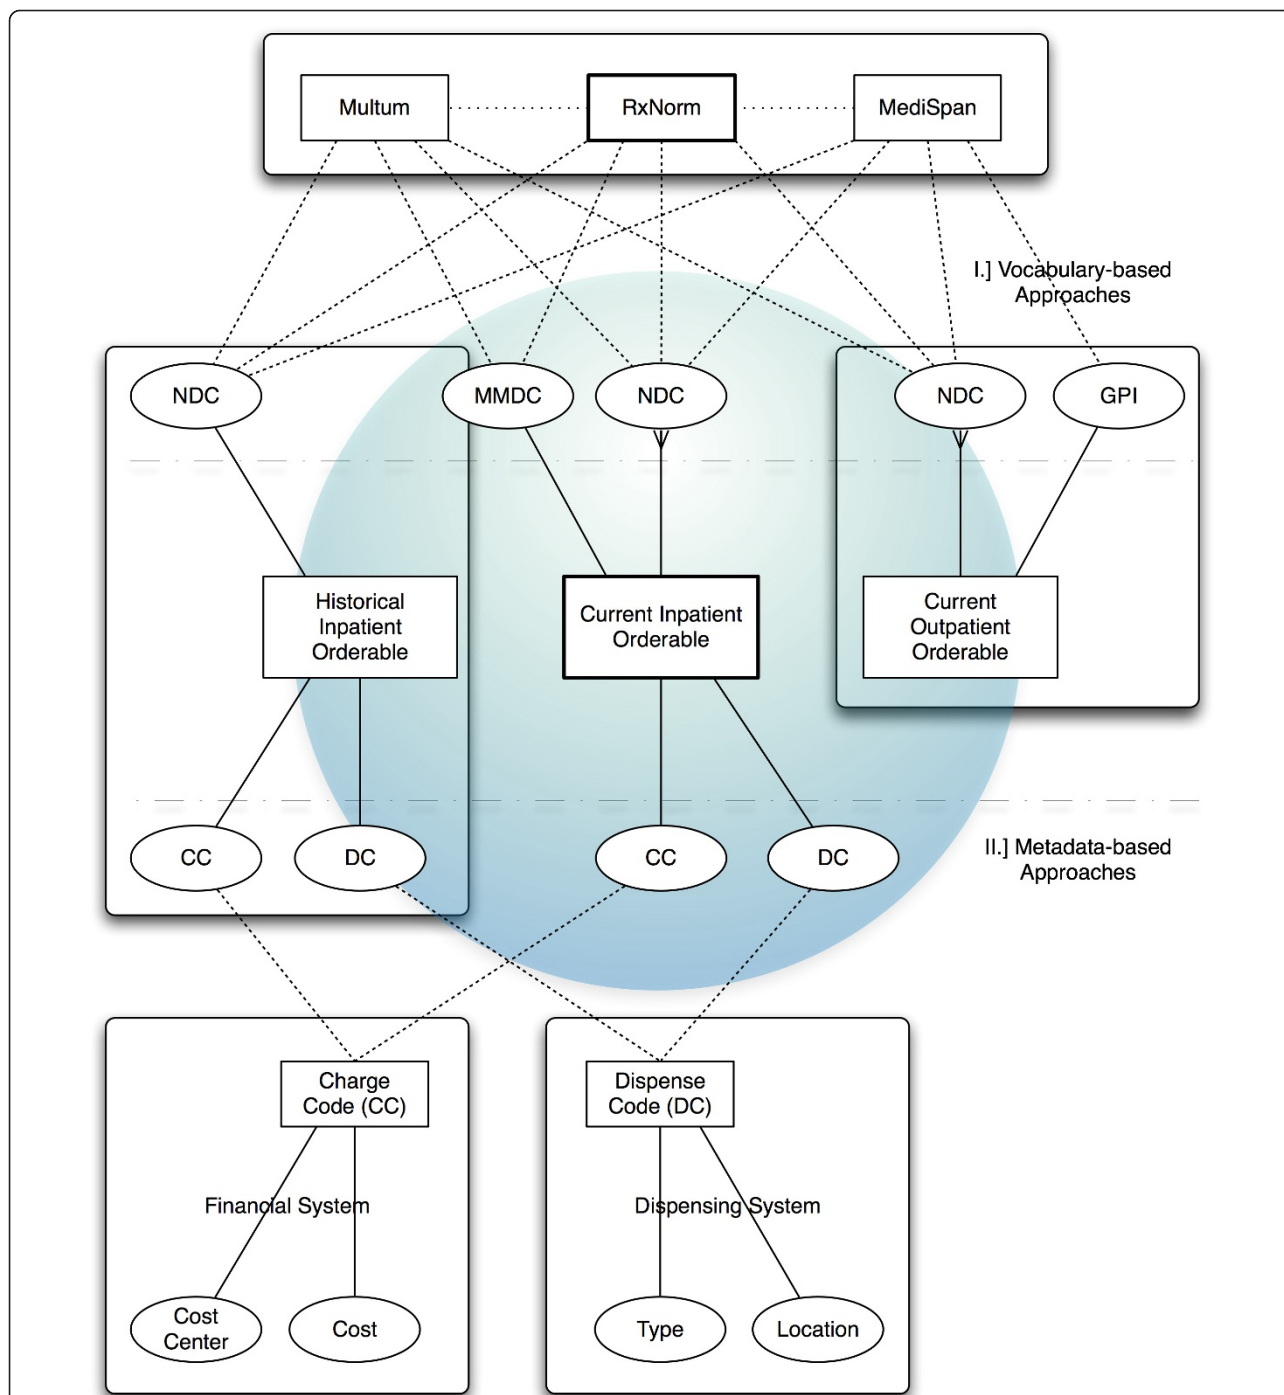 Multum
RxNorm
MediSpan
I.] Vocabulary-based
Approaches
NDC
MMDC
NDC
NDC
GPI
Historical
Inpatient
Orderable
Current Inpatient
Orderable
Current
Outpatient
Orderable
CC
DC
CC
DC
II.] Metadata-based
Approaches
Charge
Code (CC)
Dispense
Code (DC)
Financial System
Dispensing System
Cost
Center
Cost
Type
Location